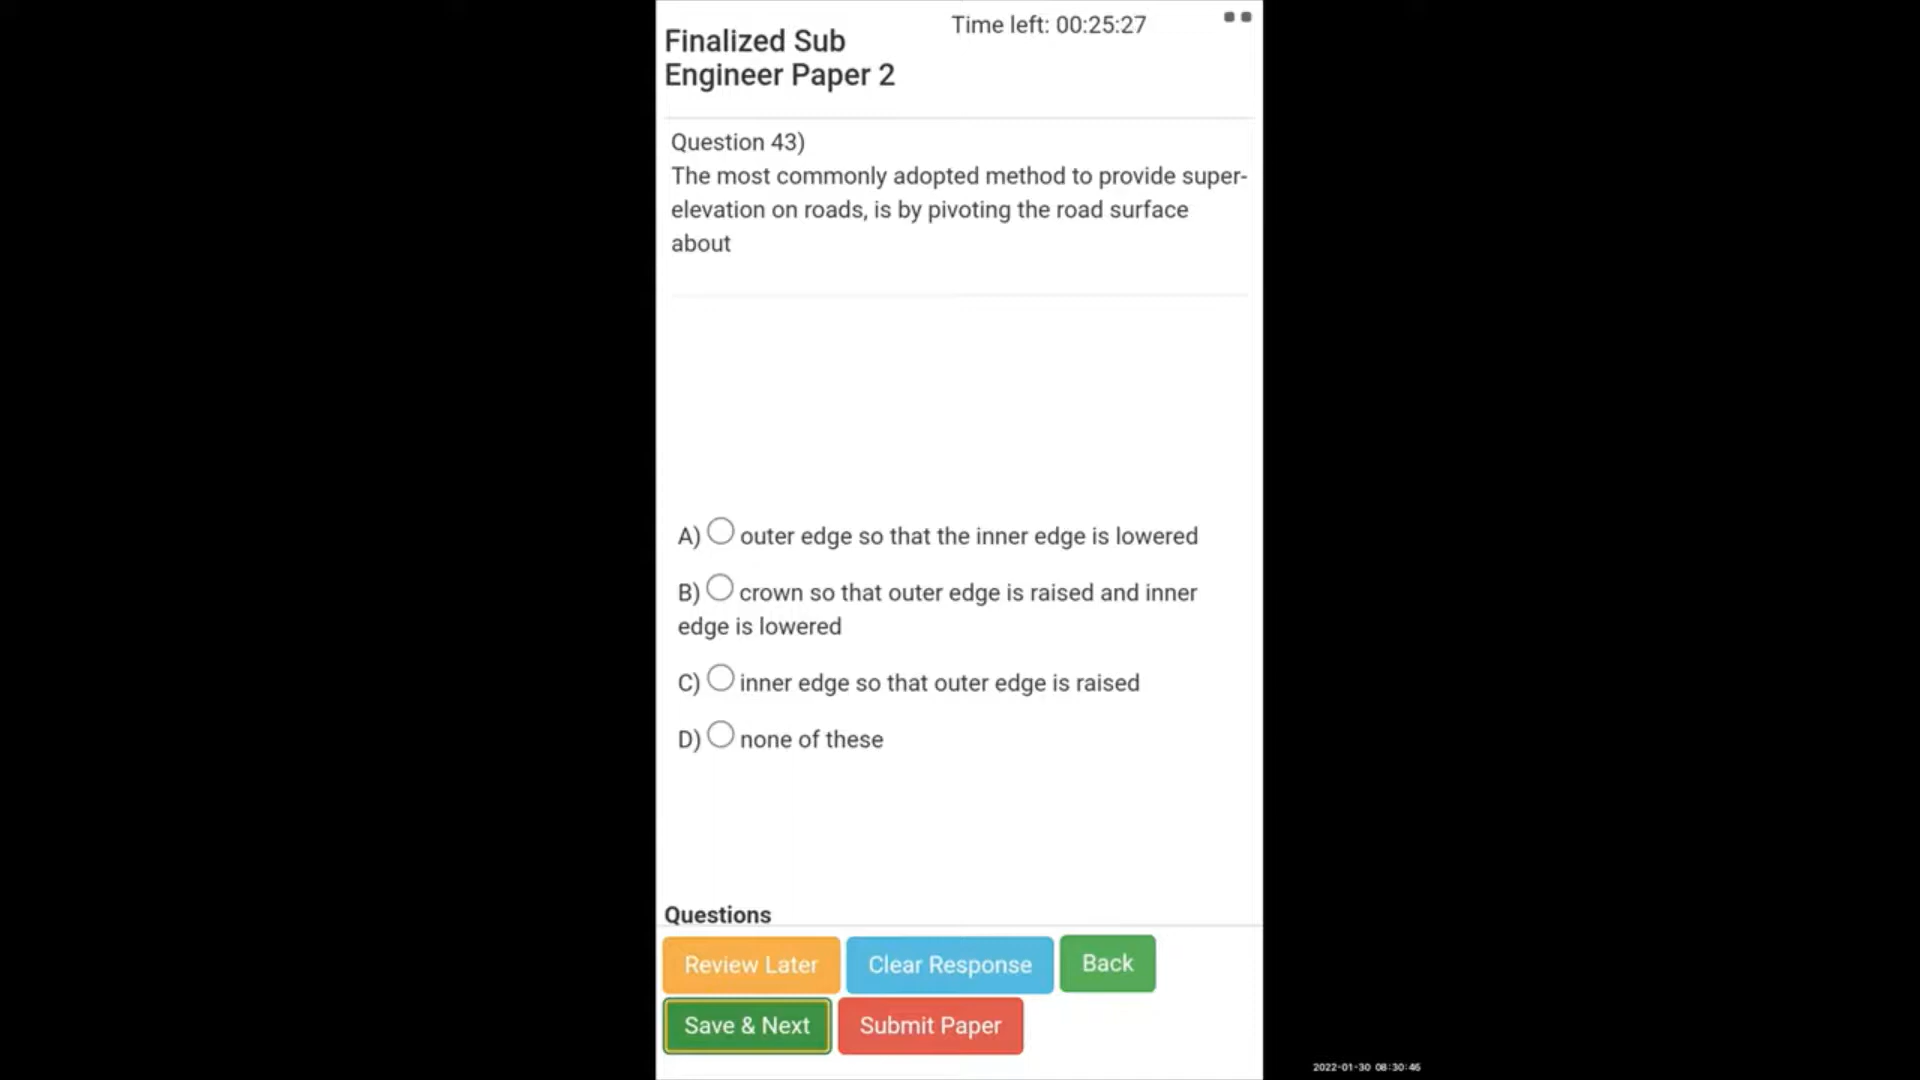 Time left: 00:25:27
Finalized Sub
Engineer Paper 2
Question 43)
The most commonly adopted method to provide super-
elevation on roads, is by pivoting the road surface
about
A) outer edge so that the inner edge is lowered
B) crown so that outer edge is raised and inner
edge is lowered
C) inner edge so that outer edge is raised
D) none of these
Questions
Review Later Clear Response Back
Save & Next Submit Paper
2022-01-30 08:30:46